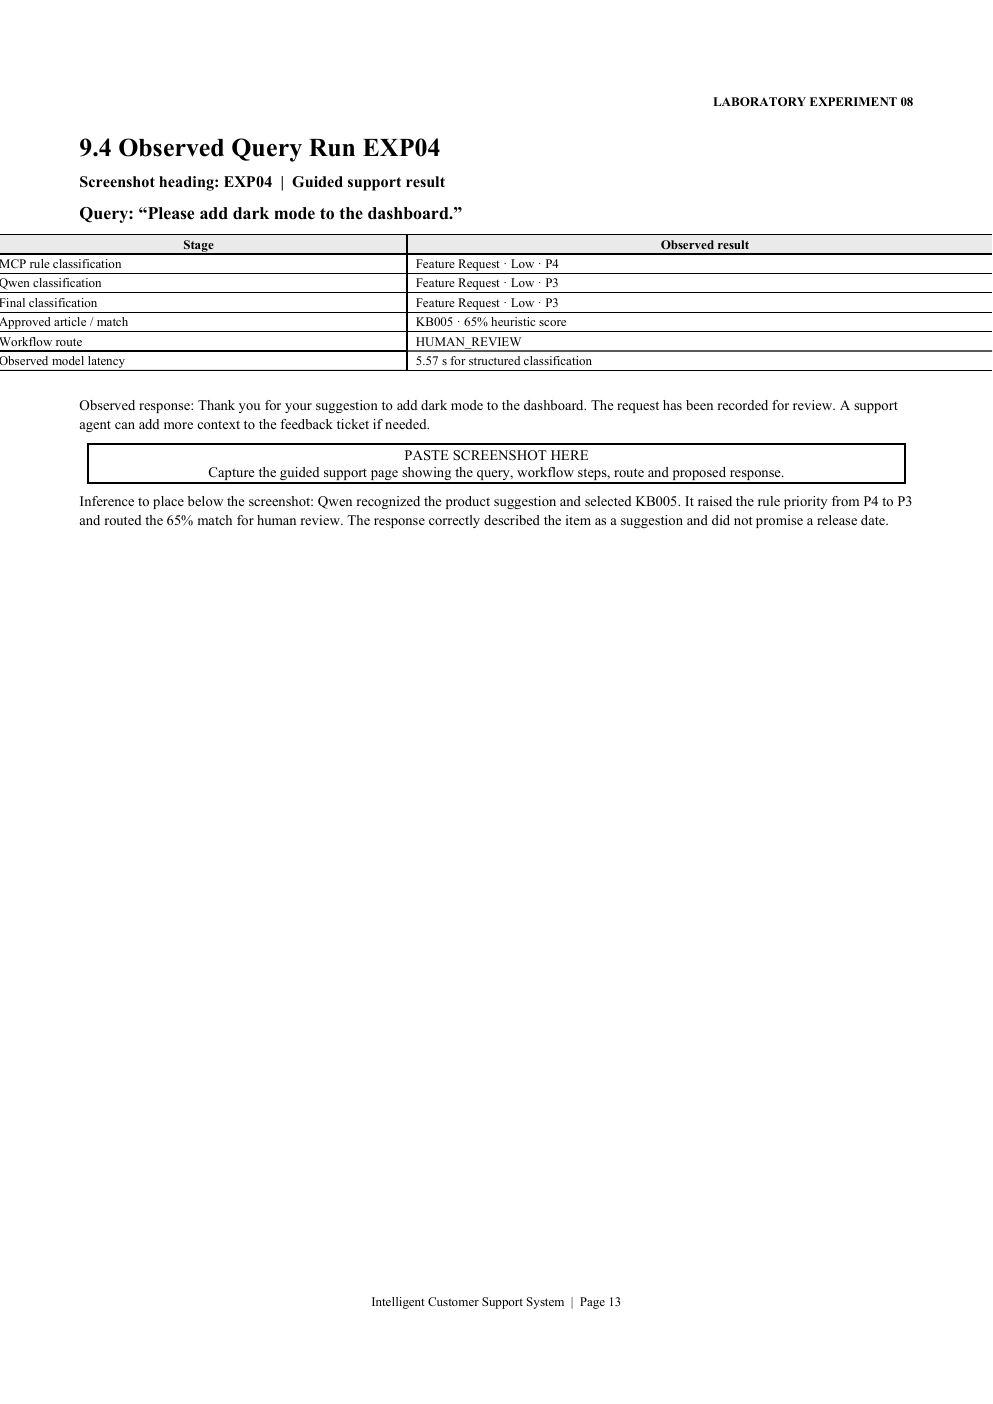 LABORATORY EXPERIMENT 08
9.4 Observed Query Run EXP04
Screenshot heading: EXP04 | Guided support result
Query: “Please add dark mode to the dashboard.”
Stage Observed result
MCP rule classification Feature Request · Low · P4
Qwen classification Feature Request · Low · P3
Final classification Feature Request · Low · P3
Approved article / match KB005 · 65% heuristic score
Workflow route HUMAN_REVIEW
Observed model latency 5.57 s for structured classification
Observed response: Thank you for your suggestion to add dark mode to the dashboard. The request has been recorded for review. A support
agent can add more context to the feedback ticket if needed.
PASTE SCREENSHOT HERE
Capture the guided support page showing the query, workflow steps, route and proposed response.
Inference to place below the screenshot: Qwen recognized the product suggestion and selected KB005. It raised the rule priority from P4 to P3
and routed the 65% match for human review. The response correctly described the item as a suggestion and did not promise a release date.
Intelligent Customer Support System | Page 13